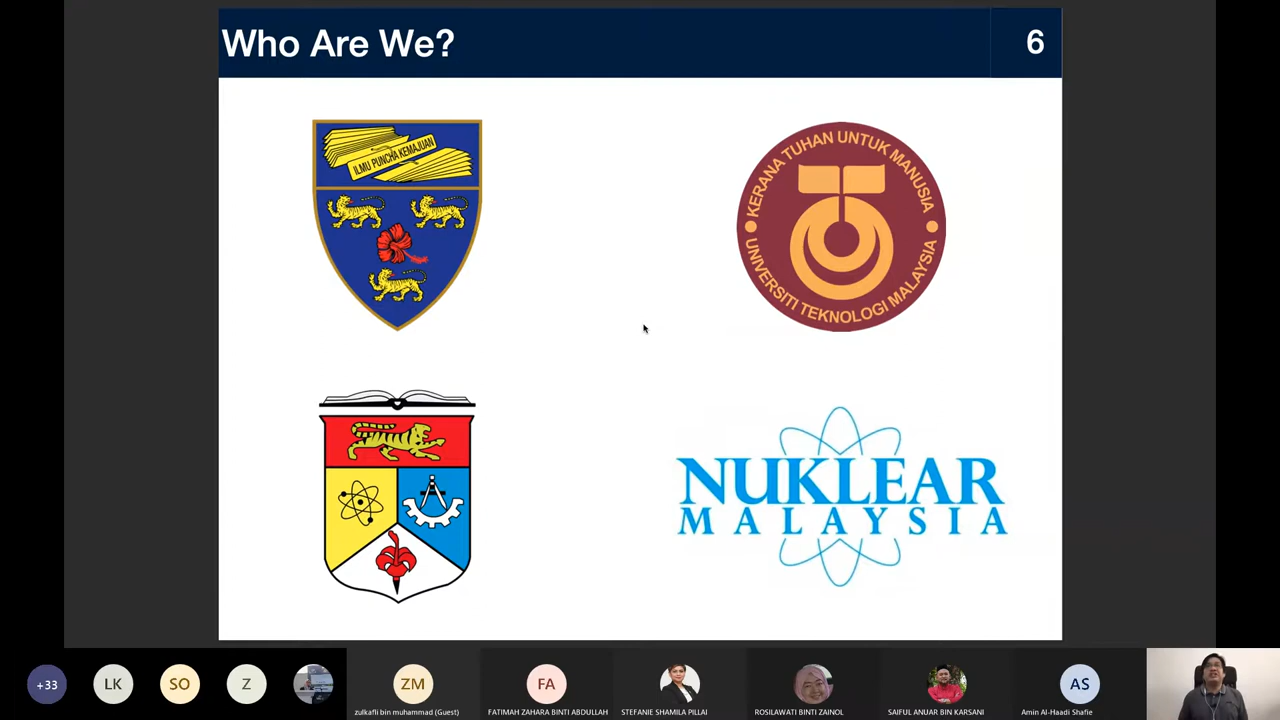 Who Are We?
6
ILMU PUNCHA KEMAJUAN
KERANA TUHAN UNTUK MANUSIA
UNIVERSITI TEKNOLOGI MALAYSIA
NUKLEAR
MALAYSIA
+33
LK
SO
Z
ZM
FA
AS
zulkafli bin muhammad (Guest)
FATIMAH ZAHARA BINTI ABDULLAH
STEFANIE SHAMILA PILLAI
ROSILAWATI BINTI ZAINOL
SAIFUL ANUAR BIN KARSANI
Amin Al-Haadi Shafie